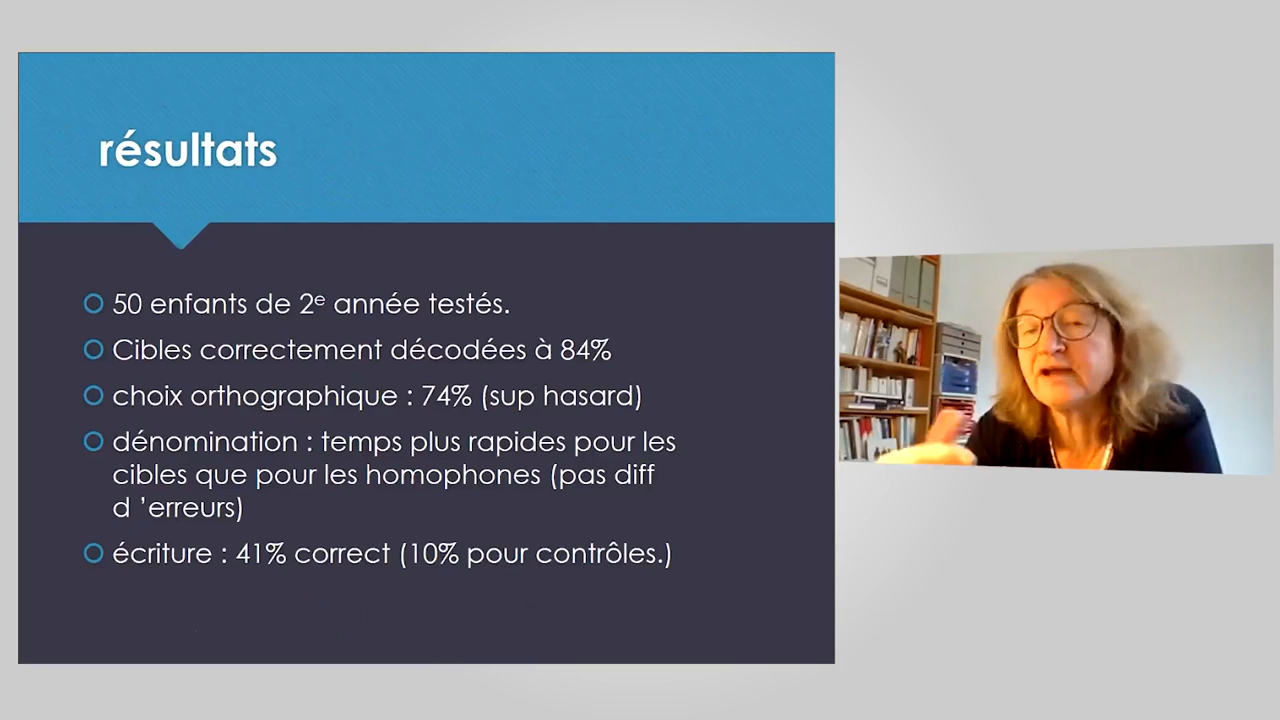 résultats
50 enfants de 2e année testés.
Cibles correctement décodées à 84%
choix orthographique : 74% (sup hasard)
dénomination : temps plus rapides pour les
cibles que pour les homophones (pas diff
d ’erreurs)
écriture : 41% correct (10% pour contrôles.)